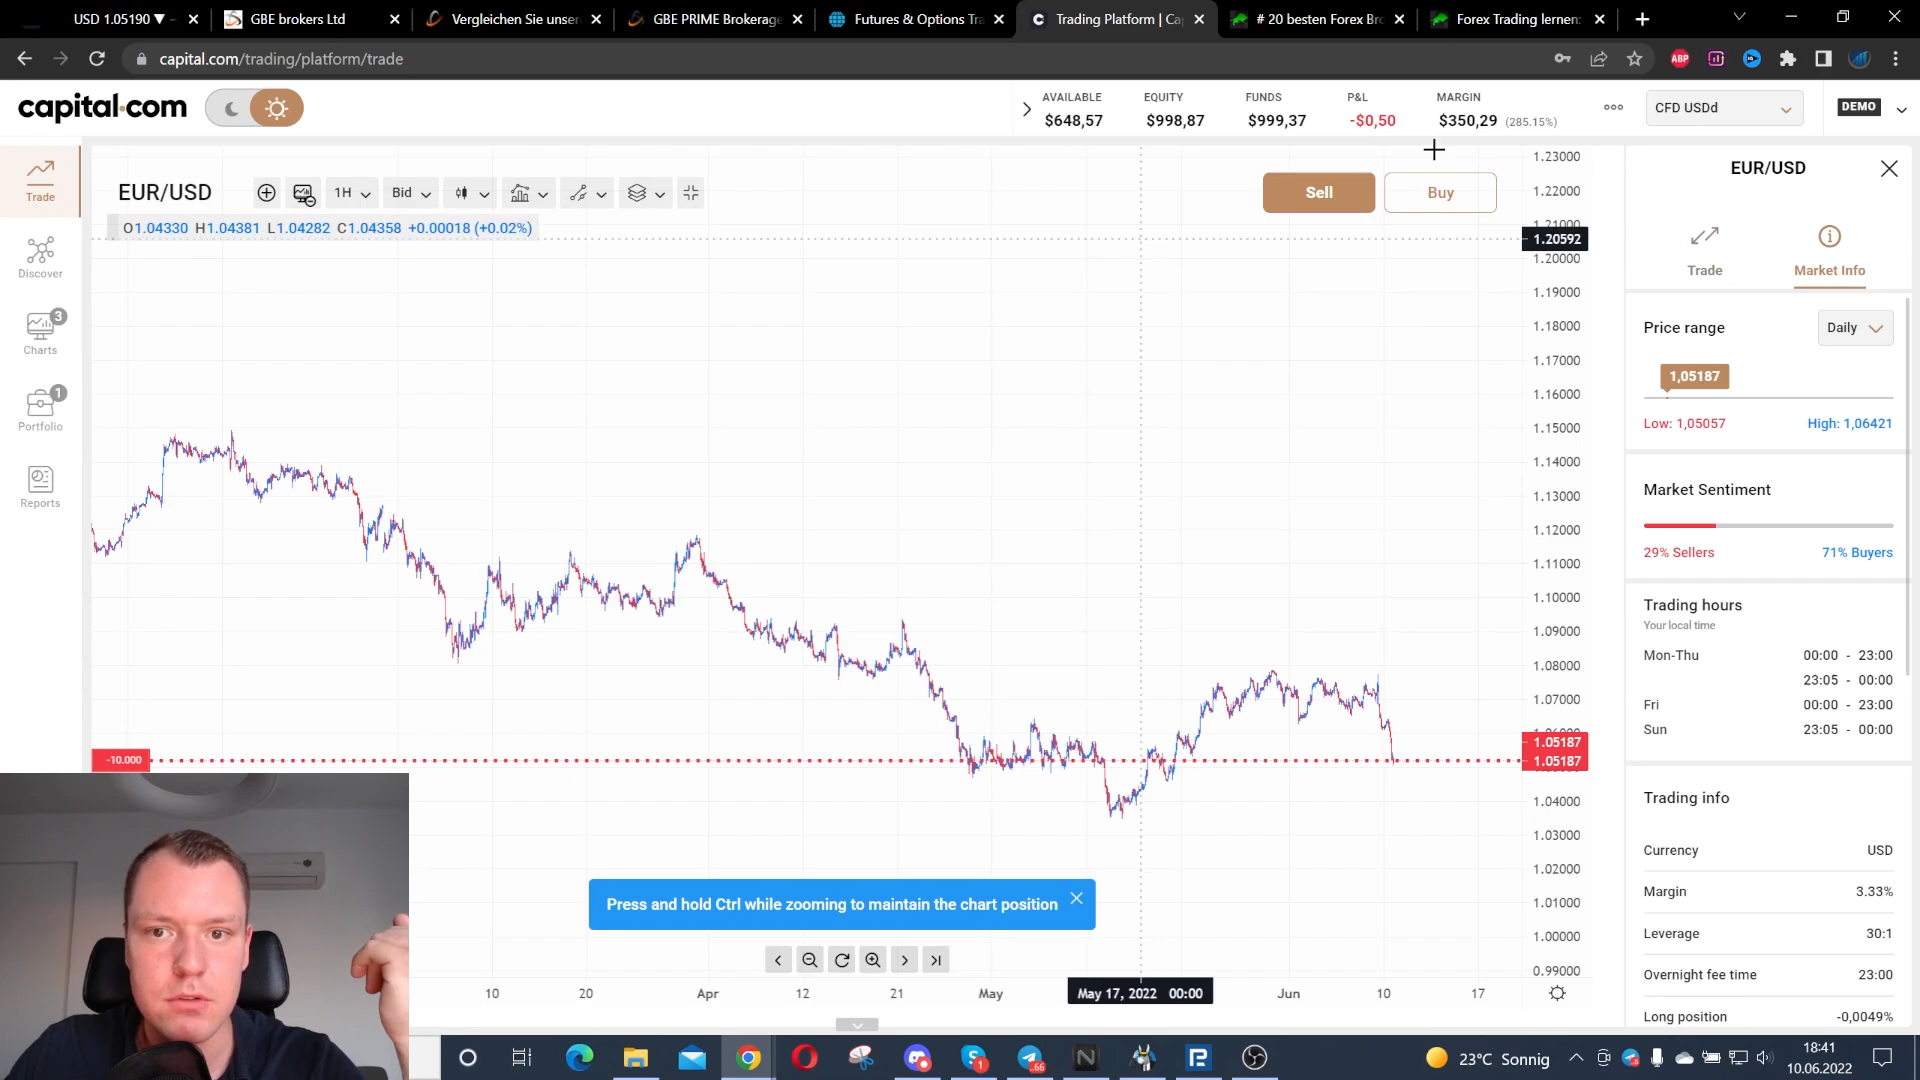 USD 1.05190 ▼ -
GBE brokers Ltd
Vergleichen Sie unser
GBE PRIME Brokerage
Futures & Options Tra
Trading Platform | Ca
# 20 besten Forex Br
Forex Trading lernen:
capital.com/trading/platform/trade
ABP
capital.com
AVAILABLE
$648,57
EQUITY
$998,87
FUNDS
$999,37
P&L
-$0,50
MARGIN
$350,29 (285.15%)
CFD USDd
DEMO
Trade
Discover
3
Charts
1
Portfolio
Reports
EUR/USD
1H
Bid
O1.04330 H1.04381 L1.04282 C1.04358 +0.00018 (+0.02%)
Sell
Buy
1.23000
1.22000
1.21000
1.20592
1.20000
1.19000
1.18000
1.17000
1.16000
1.15000
1.14000
1.13000
1.12000
1.11000
1.10000
1.09000
1.08000
1.07000
1.05187
1.05187
1.04000
1.03000
1.02000
1.01000
1.00000
0.99000
-10.000
Press and hold Ctrl while zooming to maintain the chart position
10
20
Apr
12
21
May
May 17, 2022 00:00
Jun
10
17
EUR/USD
Trade
Market Info
Price range
Daily
1,05187
Low: 1,05057
High: 1,06421
Market Sentiment
29% Sellers
71% Buyers
Trading hours
Your local time
Mon-Thu
00:00 - 23:00
23:05 - 00:00
Fri
00:00 - 23:00
Sun
23:05 - 00:00
Trading info
Currency
USD
Margin
3.33%
Leverage
30:1
Overnight fee time
23:00
Long position
-0,0049%
1
66
23°C Sonnig
18:41
10.06.2022